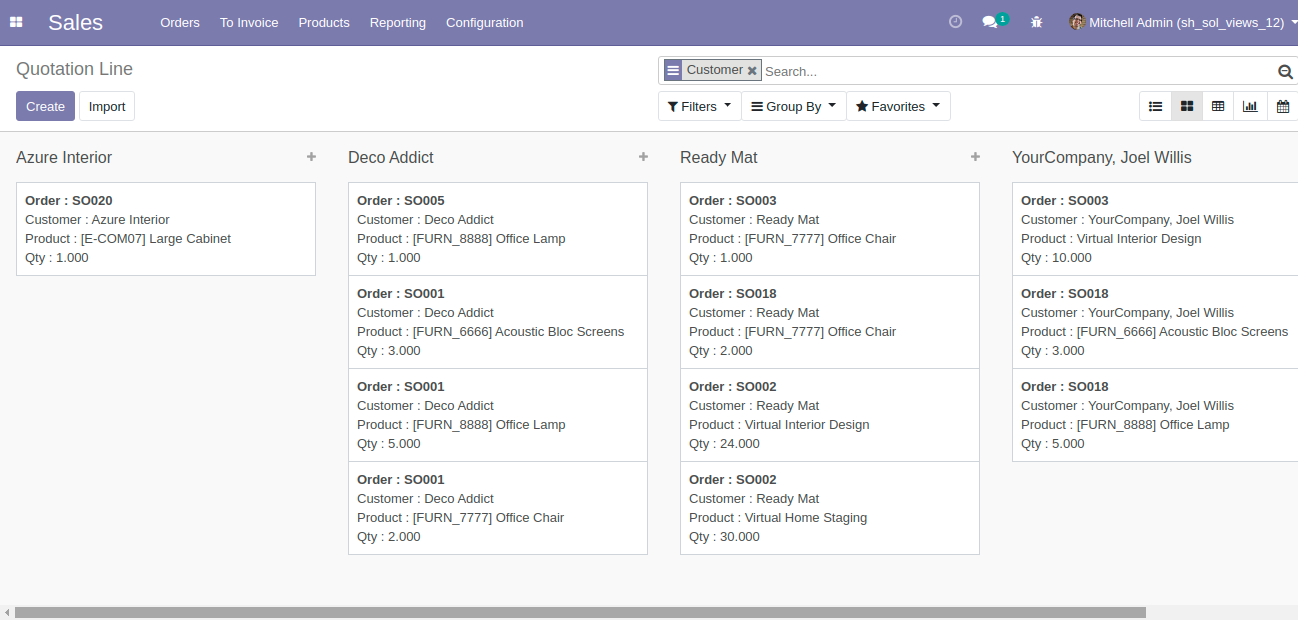 Sales
Orders
To Invoice
Products
Reporting
Configuration
1
Mitchell Admin (sh_sol_views_12)
Quotation Line
Customer
Search...
Create
Import
Filters
Group By
Favorites
Azure Interior
Order : SO020
Customer : Azure Interior
Product : [E-COM07] Large Cabinet
Qty : 1.000
Deco Addict
Order : SO005
Customer : Deco Addict
Product : [FURN_8888] Office Lamp
Qty : 1.000
Order : SO001
Customer : Deco Addict
Product : [FURN_6666] Acoustic Bloc Screens
Qty : 3.000
Order : SO001
Customer : Deco Addict
Product : [FURN_8888] Office Lamp
Qty : 5.000
Order : SO001
Customer : Deco Addict
Product : [FURN_7777] Office Chair
Qty : 2.000
Ready Mat
Order : SO003
Customer : Ready Mat
Product : [FURN_7777] Office Chair
Qty : 1.000
Order : SO018
Customer : Ready Mat
Product : [FURN_7777] Office Chair
Qty : 2.000
Order : SO002
Customer : Ready Mat
Product : Virtual Interior Design
Qty : 24.000
Order : SO002
Customer : Ready Mat
Product : Virtual Home Staging
Qty : 30.000
YourCompany, Joel Willis
Order : SO003
Customer : YourCompany, Joel Willis
Product : Virtual Interior Design
Qty : 10.000
Order : SO018
Customer : YourCompany, Joel Willis
Product : [FURN_6666] Acoustic Bloc Screens
Qty : 3.000
Order : SO018
Customer : YourCompany, Joel Willis
Product : [FURN_8888] Office Lamp
Qty : 5.000